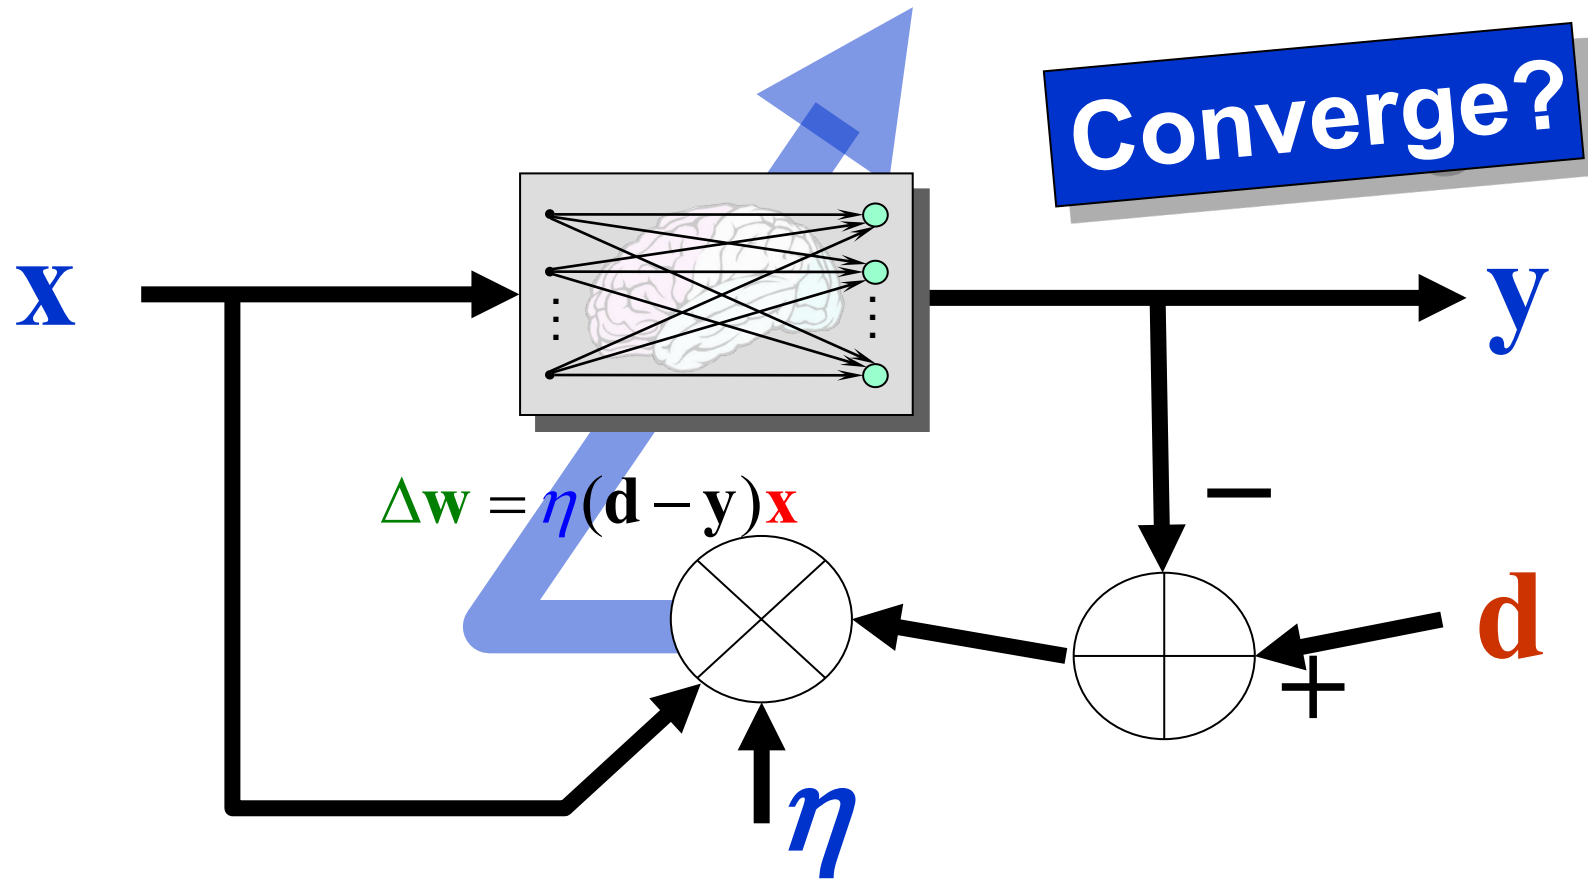 Converge?
x
y
Δw = η(d − y)x
−
d
+
η